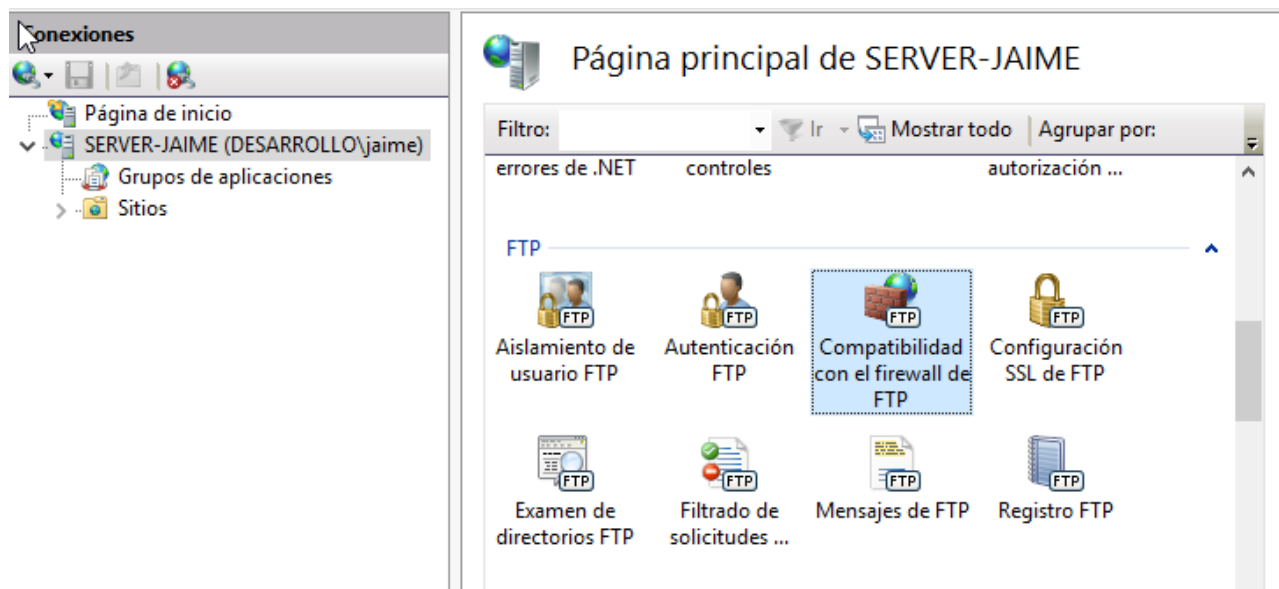 Conexiones
Página de inicio
SERVER-JAIME (DESARROLLO\jaime)
Grupos de aplicaciones
Sitios
Página principal de SERVER-JAIME
Filtro: Ir Mostrar todo Agrupar por:
errores de .NET controles autorización ...
FTP
FTP FTP FTP FTP
Aislamiento de Autenticación Compatibilidad Configuración
usuario FTP FTP con el firewall de SSL de FTP
FTP
FTP FTP FTP FTP
Examen de Filtrado de Mensajes de FTP Registro FTP
directorios FTP solicitudes ...